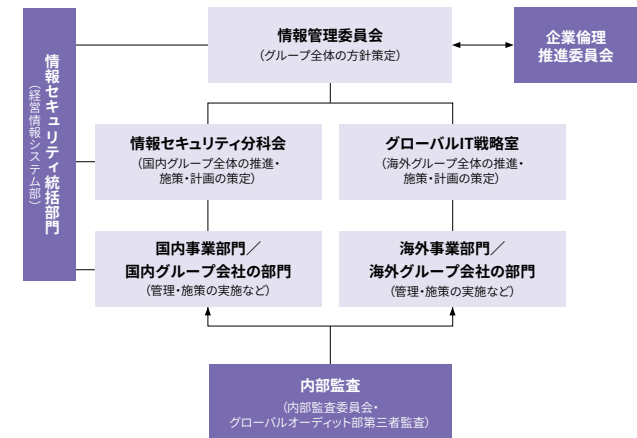 情報セキュリティ統括部門
（経営情報システム部）
情報管理委員会
（グループ全体の方針策定）
企業倫理
推進委員会
情報セキュリティ分科会
（国内グループ全体の推進・
施策・計画の策定）
グローバルIT戦略室
（海外グループ全体の推進・
施策・計画の策定）
国内事業部門／
国内グループ会社の部門
（管理・施策の実施など）
海外事業部門／
海外グループ会社の部門
（管理・施策の実施など）
内部監査
（内部監査委員会・
グローバルオーディット部第三者監査）